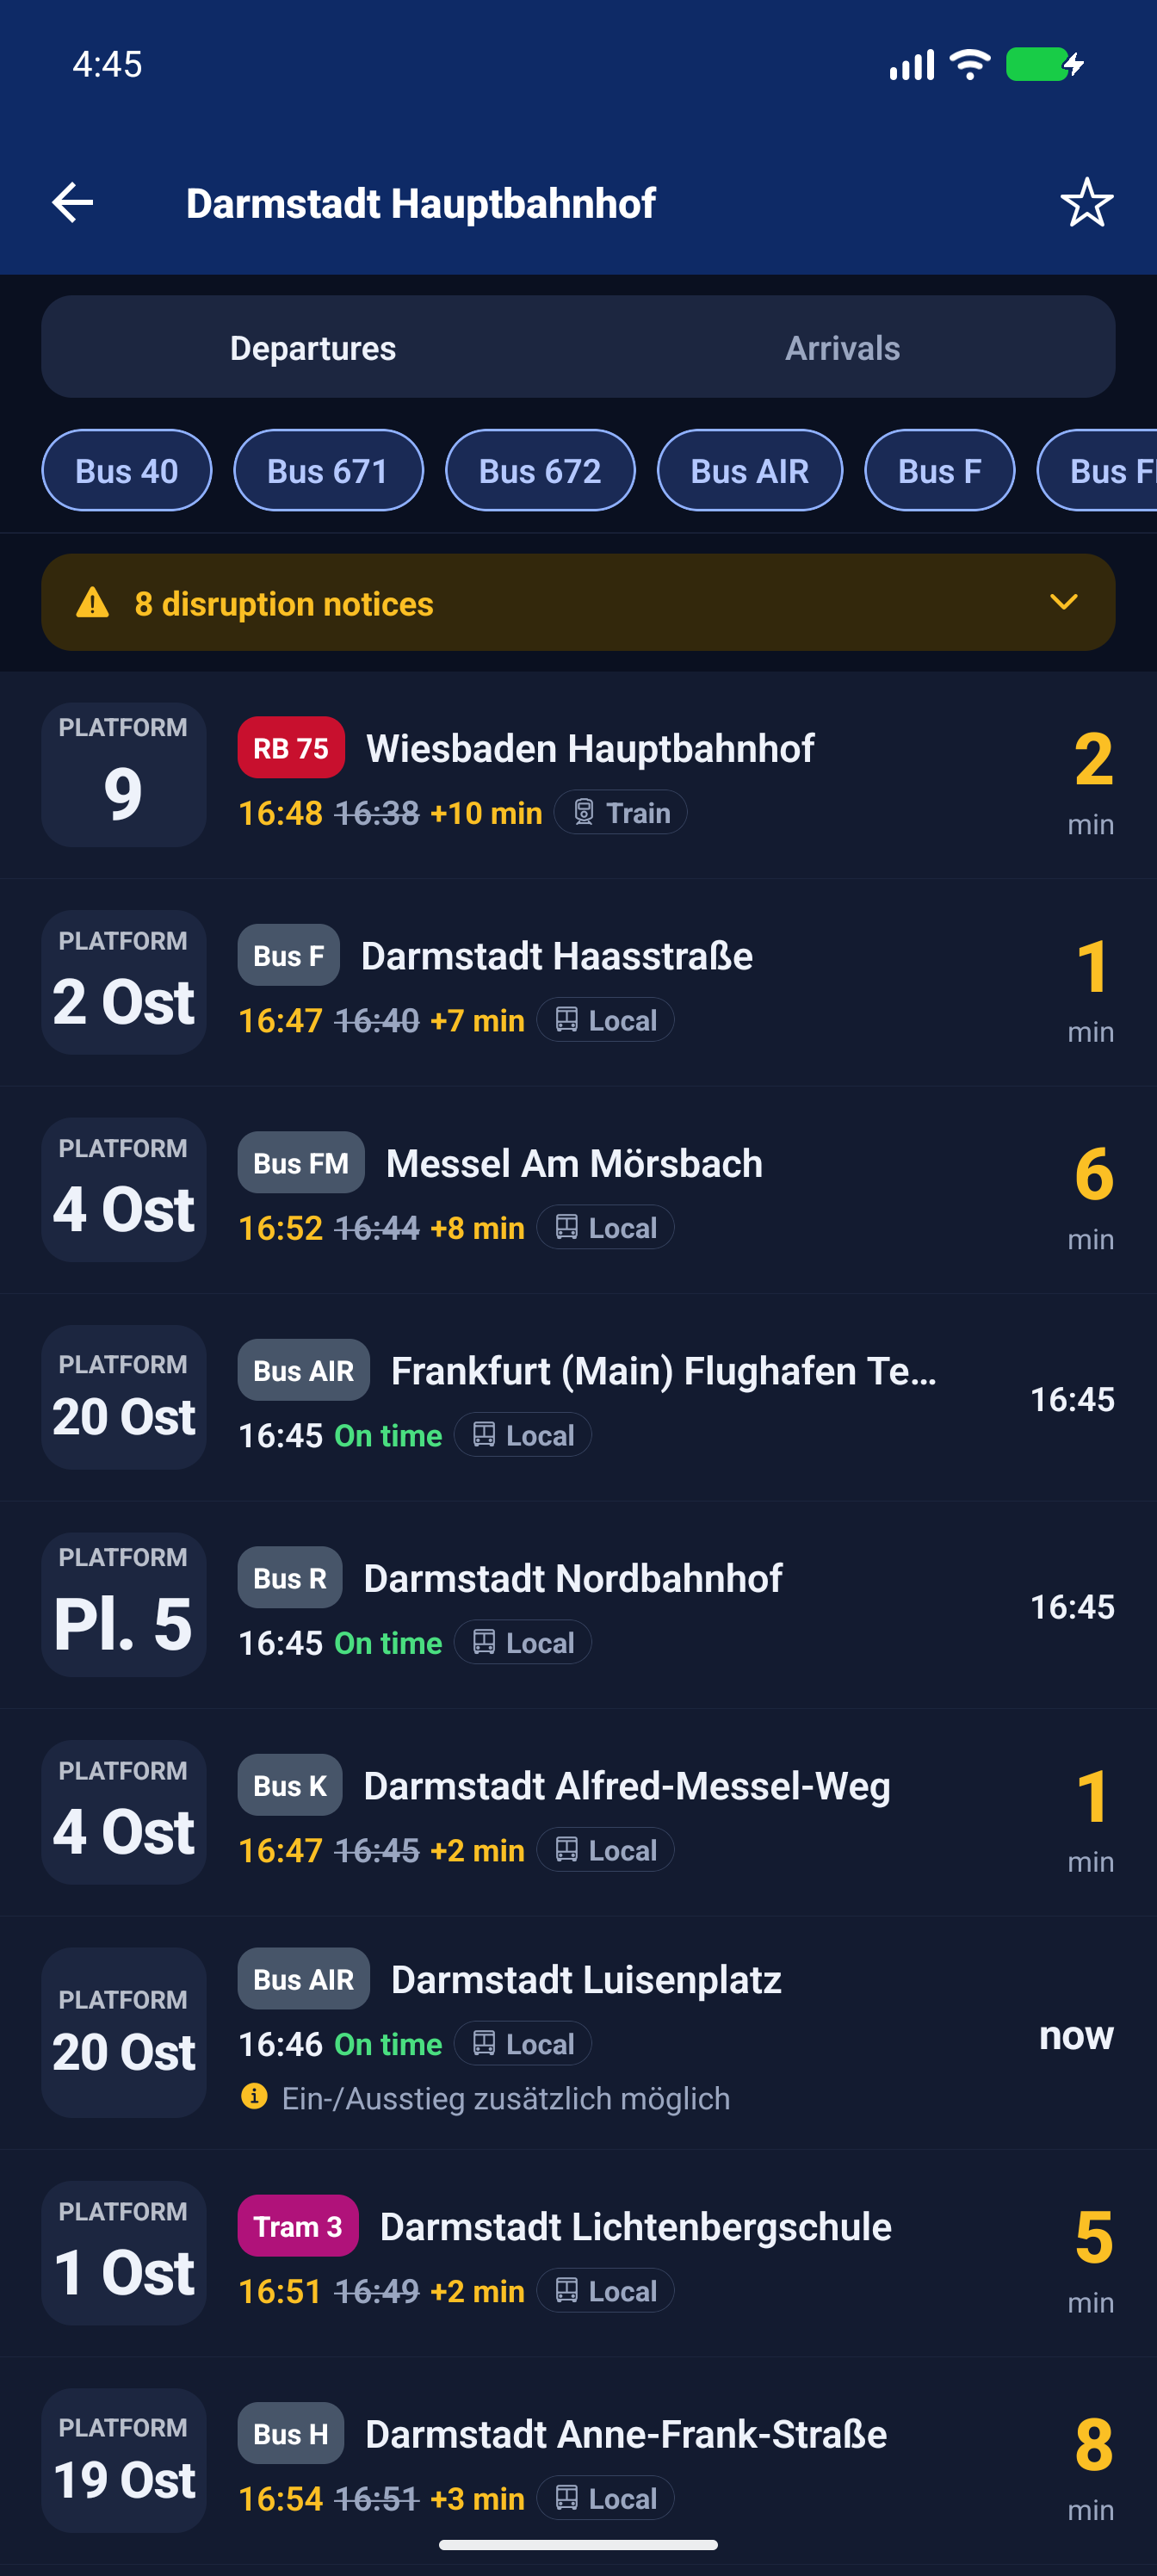 4:45
Darmstadt Hauptbahnhof
Departures Arrivals
Bus 40 Bus 671 Bus 672 Bus AIR Bus F Bus F
8 disruption notices
PLATFORM
9
RB 75 Wiesbaden Hauptbahnhof
16:48 16:38 +10 min Train
2
min
PLATFORM
2 Ost
Bus F Darmstadt Haasstraße
16:47 16:40 +7 min Local
1
min
PLATFORM
4 Ost
Bus FM Messel Am Mörsbach
16:52 16:44 +8 min Local
6
min
PLATFORM
20 Ost
Bus AIR Frankfurt (Main) Flughafen Te...
16:45 On time Local
16:45
PLATFORM
Pl. 5
Bus R Darmstadt Nordbahnhof
16:45 On time Local
16:45
PLATFORM
4 Ost
Bus K Darmstadt Alfred-Messel-Weg
16:47 16:45 +2 min Local
1
min
PLATFORM
20 Ost
Bus AIR Darmstadt Luisenplatz
16:46 On time Local
Ein-/Ausstieg zusätzlich möglich
now
PLATFORM
1 Ost
Tram 3 Darmstadt Lichtenbergschule
16:51 16:49 +2 min Local
5
min
PLATFORM
19 Ost
Bus H Darmstadt Anne-Frank-Straße
16:54 16:51 +3 min Local
8
min